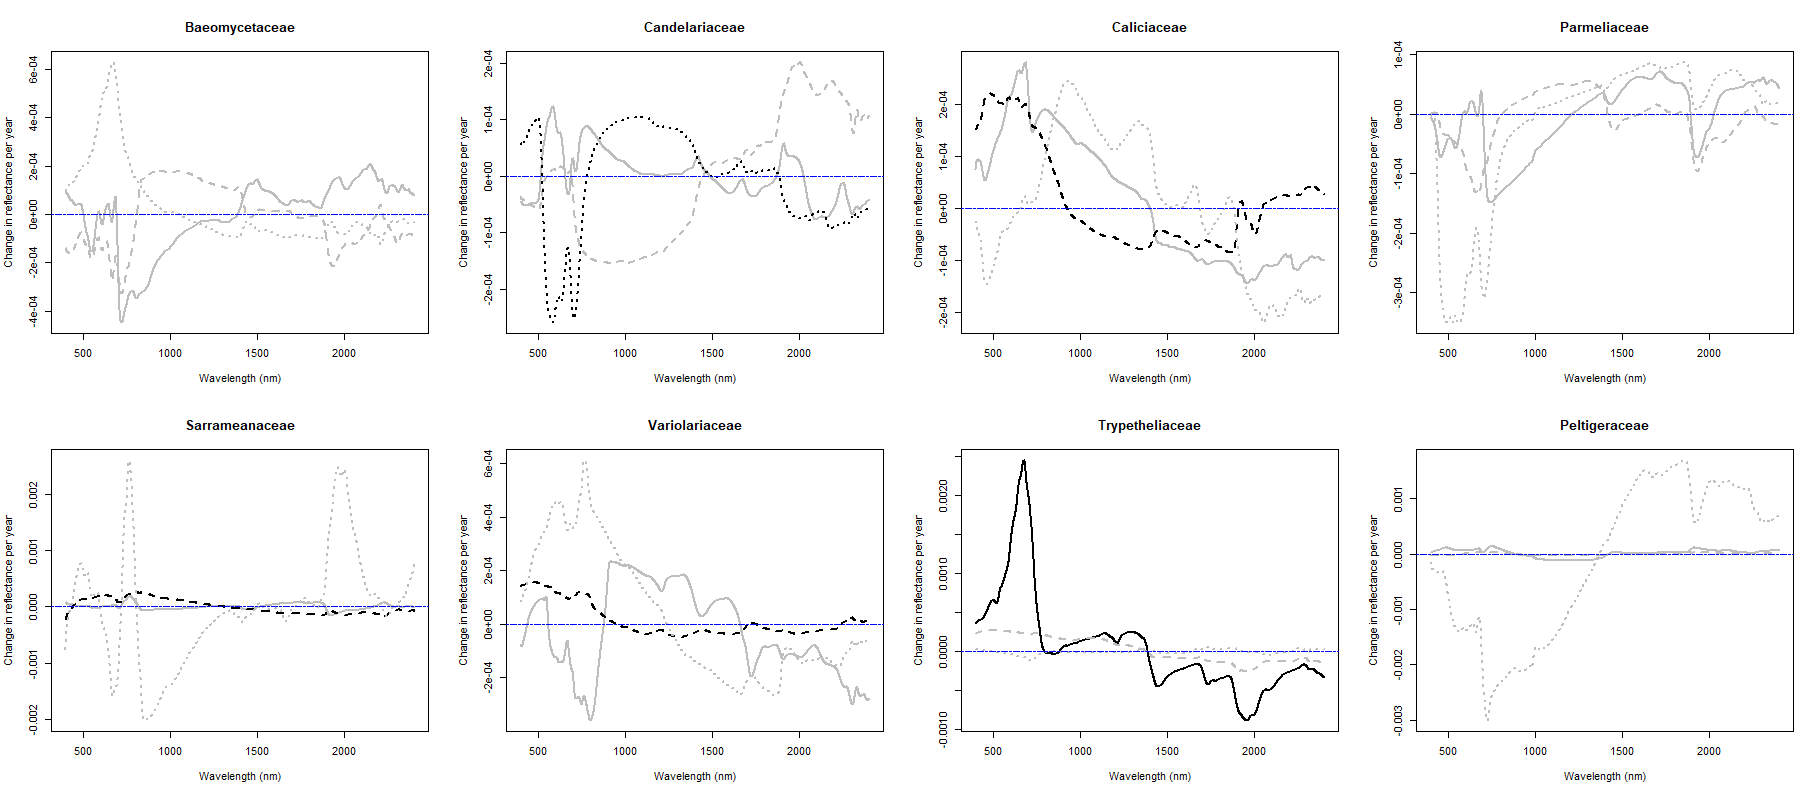 Baeomycetaceae
Change in reflectance per year
6e-04
4e-04
2e-04
0e+00
-2e-04
-4e-04
500 1000 1500 2000
Wavelength (nm)
Candelariaceae
Change in reflectance per year
2e-04
1e-04
0e+00
-1e-04
-2e-04
500 1000 1500 2000
Wavelength (nm)
Caliciaceae
Change in reflectance per year
2e-04
1e-04
0e+00
-1e-04
-2e-04
500 1000 1500 2000
Wavelength (nm)
Parmeliaceae
Change in reflectance per year
1e-04
0e+00
-1e-04
-2e-04
-3e-04
500 1000 1500 2000
Wavelength (nm)
Sarrameanaceae
Change in reflectance per year
0.002
0.001
0.000
-0.001
-0.002
500 1000 1500 2000
Wavelength (nm)
Variolariaceae
Change in reflectance per year
6e-04
4e-04
2e-04
0e+00
-2e-04
500 1000 1500 2000
Wavelength (nm)
Trypetheliaceae
Change in reflectance per year
0.0020
0.0010
0.0000
-0.0010
500 1000 1500 2000
Wavelength (nm)
Peltigeraceae
Change in reflectance per year
0.001
0.000
-0.001
-0.002
-0.003
500 1000 1500 2000
Wavelength (nm)